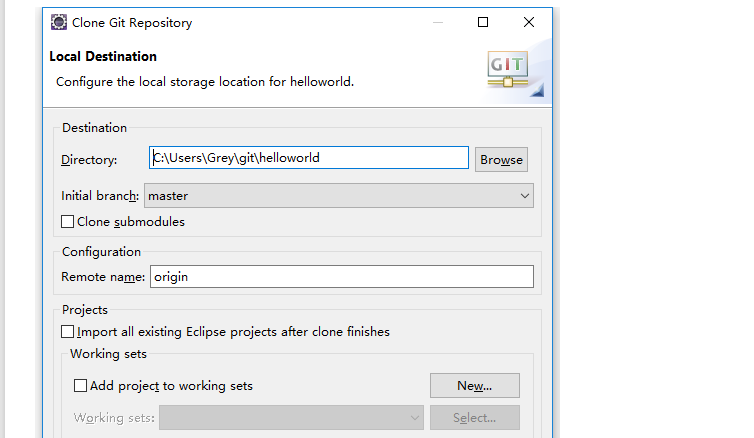 Clone Git Repository
Local Destination
Configure the local storage location for helloworld.
GIT
Destination
Directory: C:\Users\Grey\git\helloworld Browse
Initial branch: master
Clone submodules
Configuration
Remote name: origin
Projects
Import all existing Eclipse projects after clone finishes
Working sets
Add project to working sets New...
Working sets: Select...